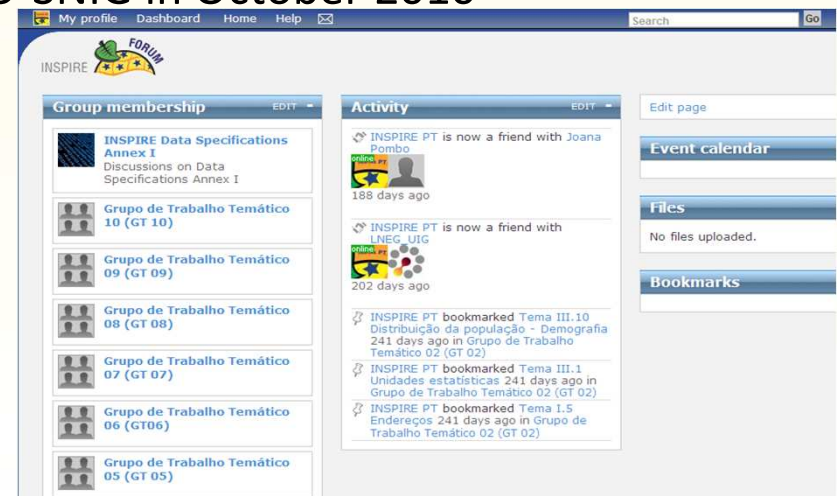 SNIG in October 2010
My profile Dashboard Home Help
Search
Go
INSPIRE FORUM
Group membership EDIT -
INSPIRE Data Specifications
Annex I
Discussions on Data
Specifications Annex I
Grupo de Trabalho Temático
10 (GT 10)
Grupo de Trabalho Temático
09 (GT 09)
Grupo de Trabalho Temático
08 (GT 08)
Grupo de Trabalho Temático
07 (GT 07)
Grupo de Trabalho Temático
06 (GT06)
Grupo de Trabalho Temático
05 (GT 05)
Activity EDIT -
INSPIRE PT is now a friend with Joana
Pombo
online PT
188 days ago
INSPIRE PT is now a friend with
LNEG_UIG
online PT
202 days ago
INSPIRE PT bookmarked Tema III.10
Distribuição da população - Demografia
241 days ago in Grupo de Trabalho
Temático 02 (GT 02)
INSPIRE PT bookmarked Tema III.1
Unidades estatísticas 241 days ago in
Grupo de Trabalho Temático 02 (GT 02)
INSPIRE PT bookmarked Tema I.5
Endereços 241 days ago in Grupo de
Trabalho Temático 02 (GT 02)
Edit page
Event calendar
Files
No files uploaded.
Bookmarks